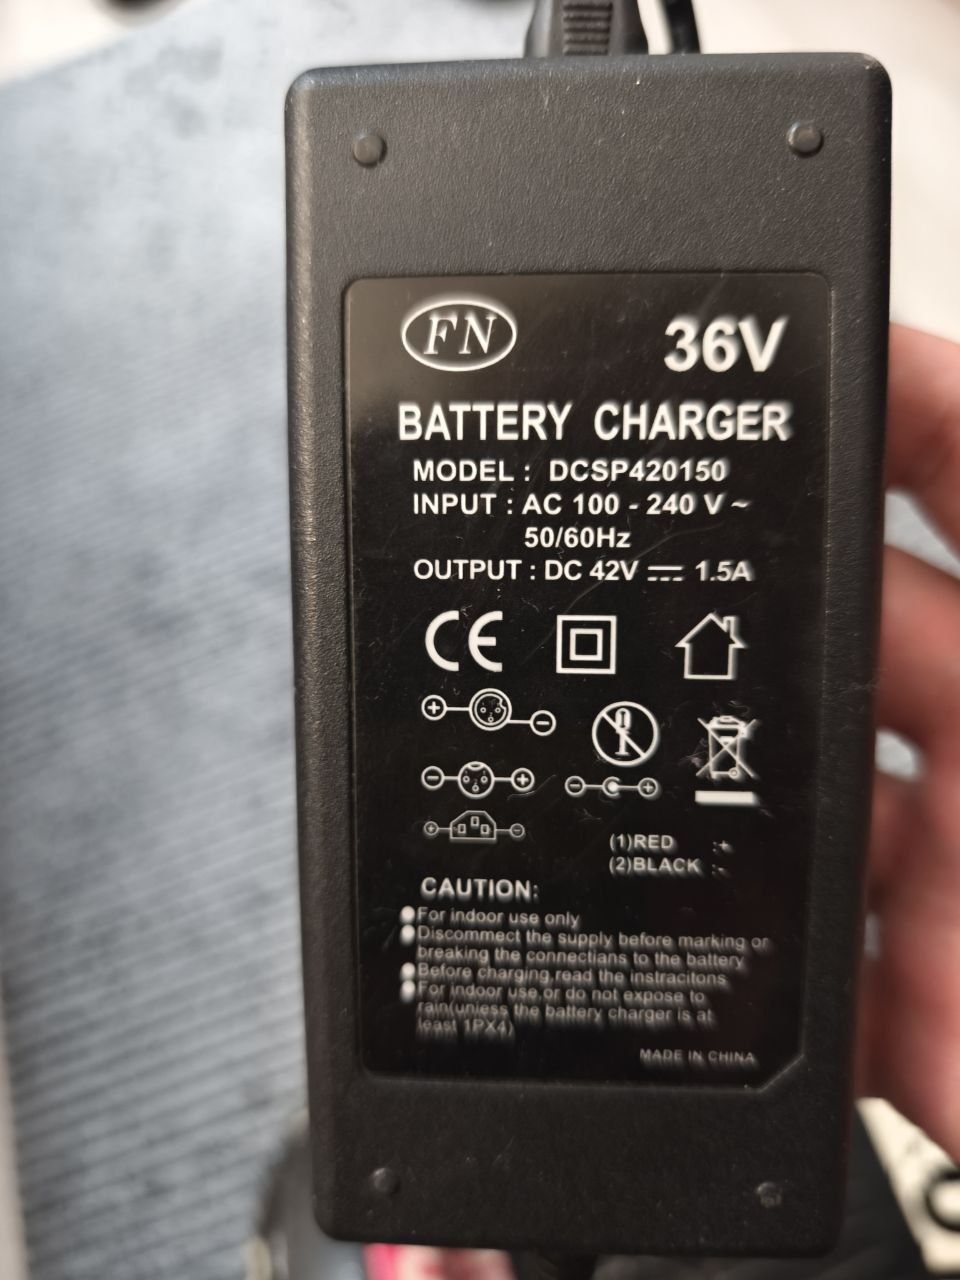 FN
36V
BATTERY CHARGER
MODEL : DCSP420150
INPUT : AC 100 - 240 V ~
50/60Hz
OUTPUT : DC 42V ⎓ 1.5A
CE
(1)RED :+
(2)BLACK :-
CAUTION:
●For indoor use only
●Discommect the supply before marking or
breaking the connectians to the battery
●Before charging,read the instracitons
●For indoor use,or do not expose to
rain(uniess the battery charger is at
least 1PX4)
MADE IN CHINA